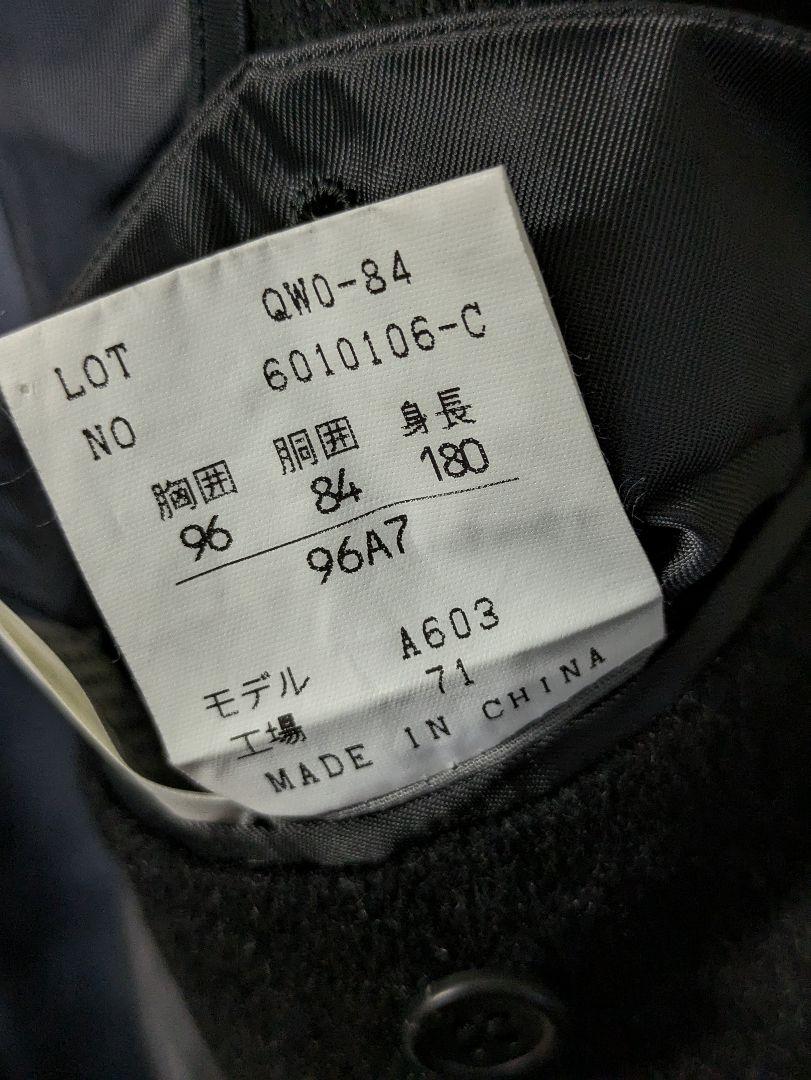 LOT QW0-84
NO 6010106-C
胸囲 胴囲 身長
96 84 180
96A7
モデル A603
工場 71
MADE IN CHINA